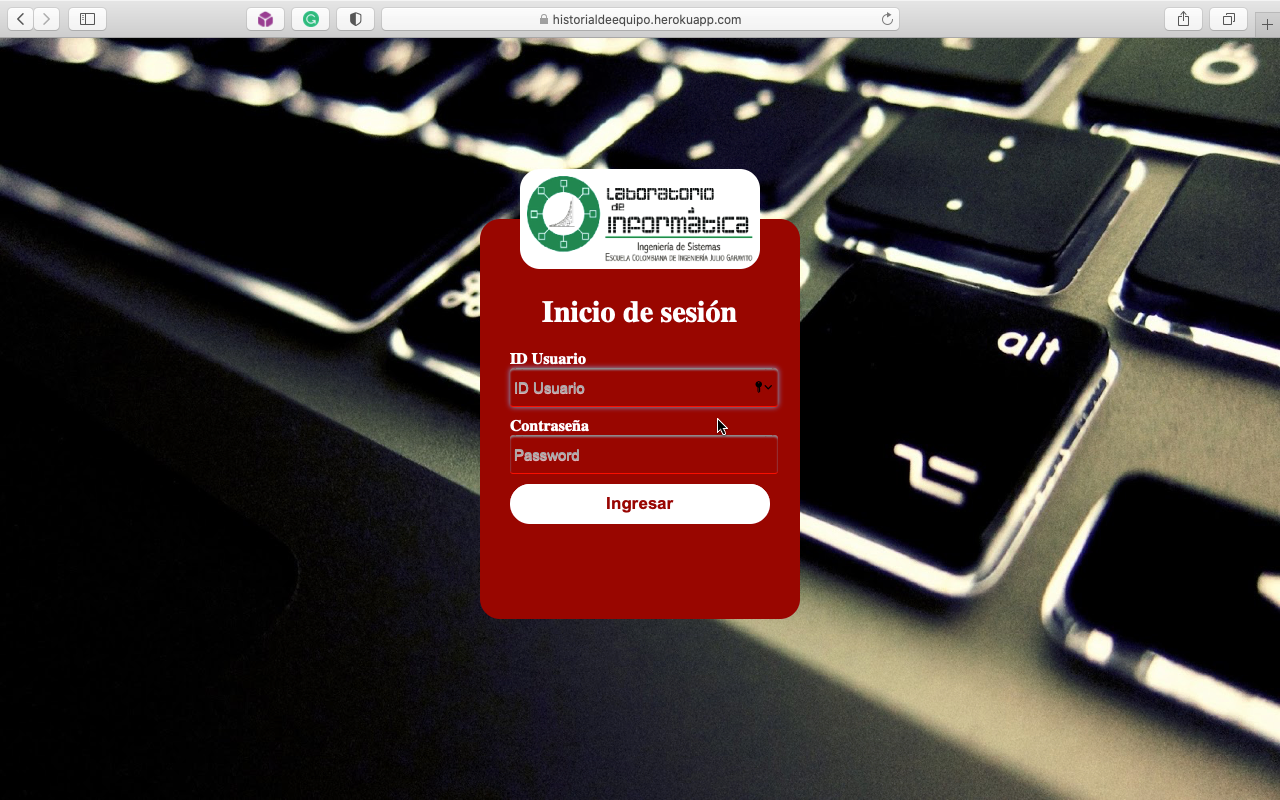 historialdeequipo.herokuapp.com
Laboratorio
de
informática
Ingeniería de Sistemas
Escuela Colombiana de Ingeniería Julio Garavito
Inicio de sesión
ID Usuario
ID Usuario
Contraseña
Password
Ingresar
alt